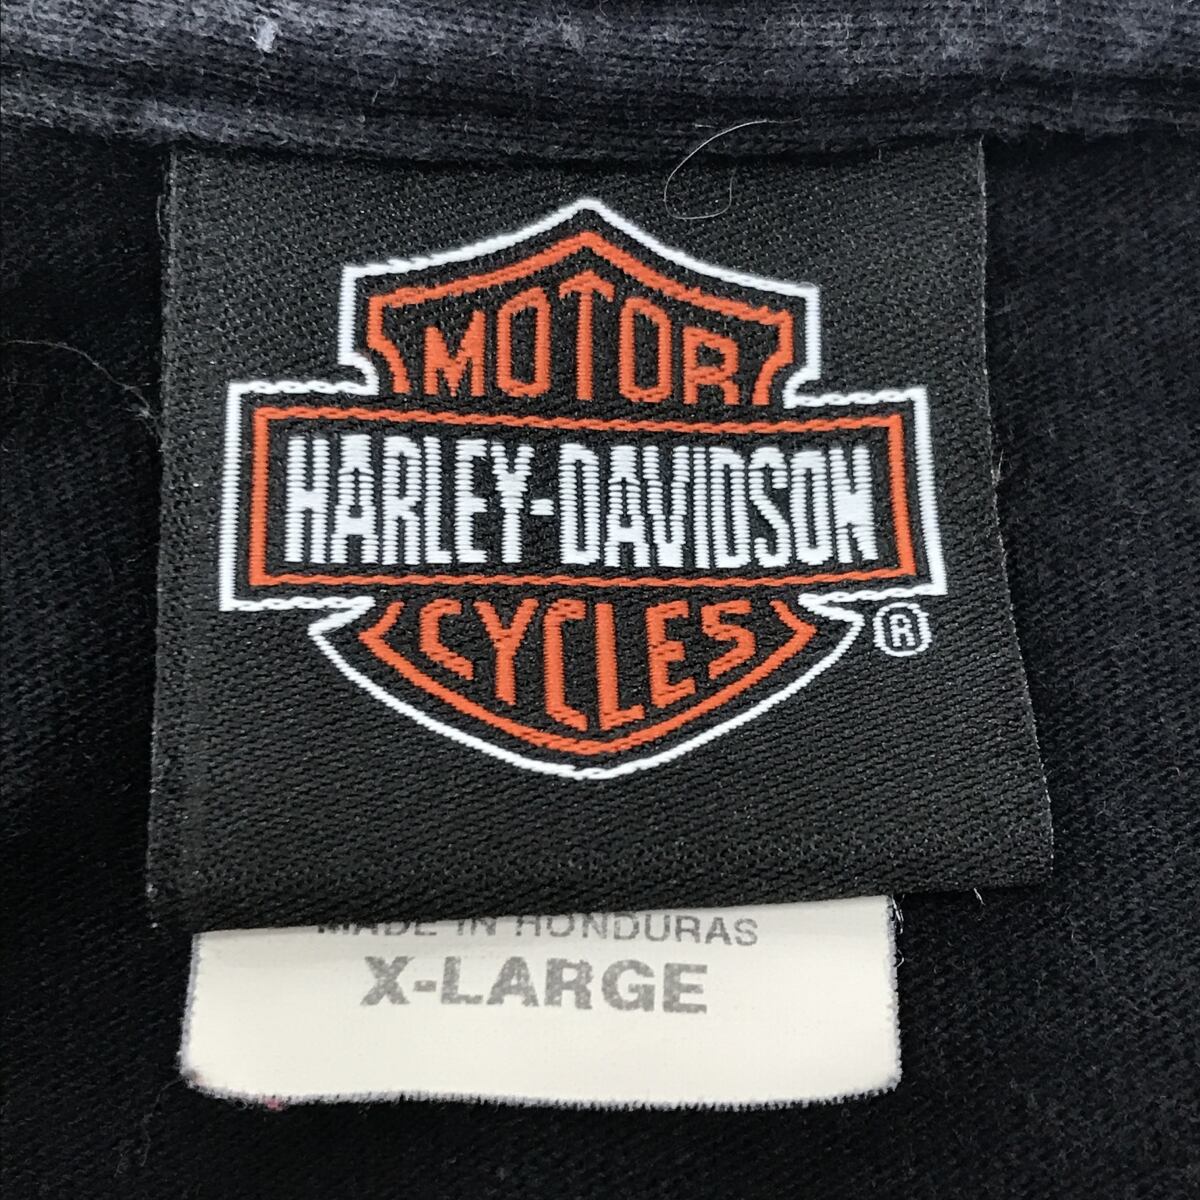 MOTOR
HARLEY-DAVIDSON
CYCLES
®
MADE IN HONDURAS
X-LARGE